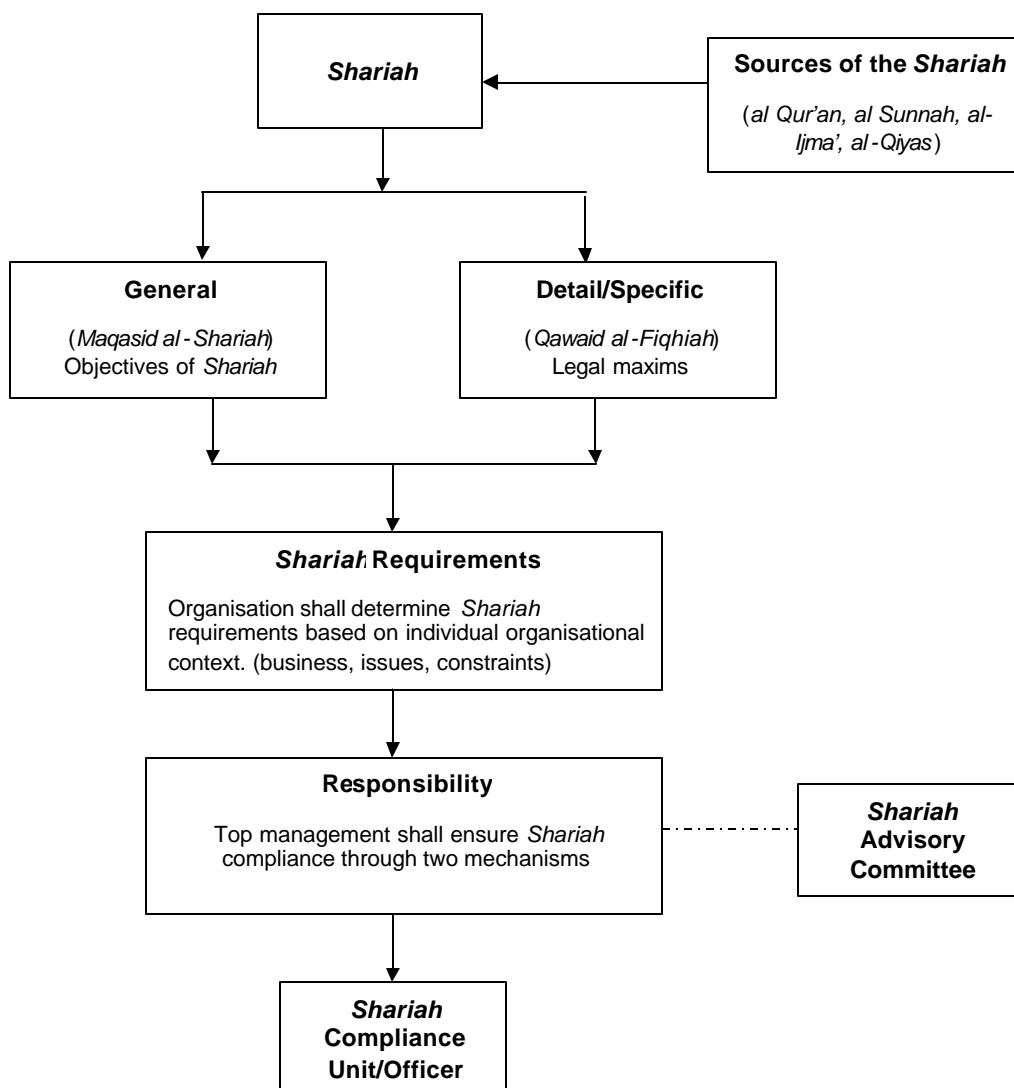 Shariah
Sources of the Shariah
(al Qur'an, al Sunnah, al-
Ijma', al-Qiyas)
General
(Maqasid al-Shariah)
Objectives of Shariah
Detail/Specific
(Qawaid al-Fiqhiah)
Legal maxims
Shariah Requirements
Organisation shall determine Shariah
requirements based on individual organisational
context. (business, issues, constraints)
Responsibility
Top management shall ensure Shariah
compliance through two mechanisms
Shariah
Advisory
Committee
Shariah
Compliance
Unit/Officer